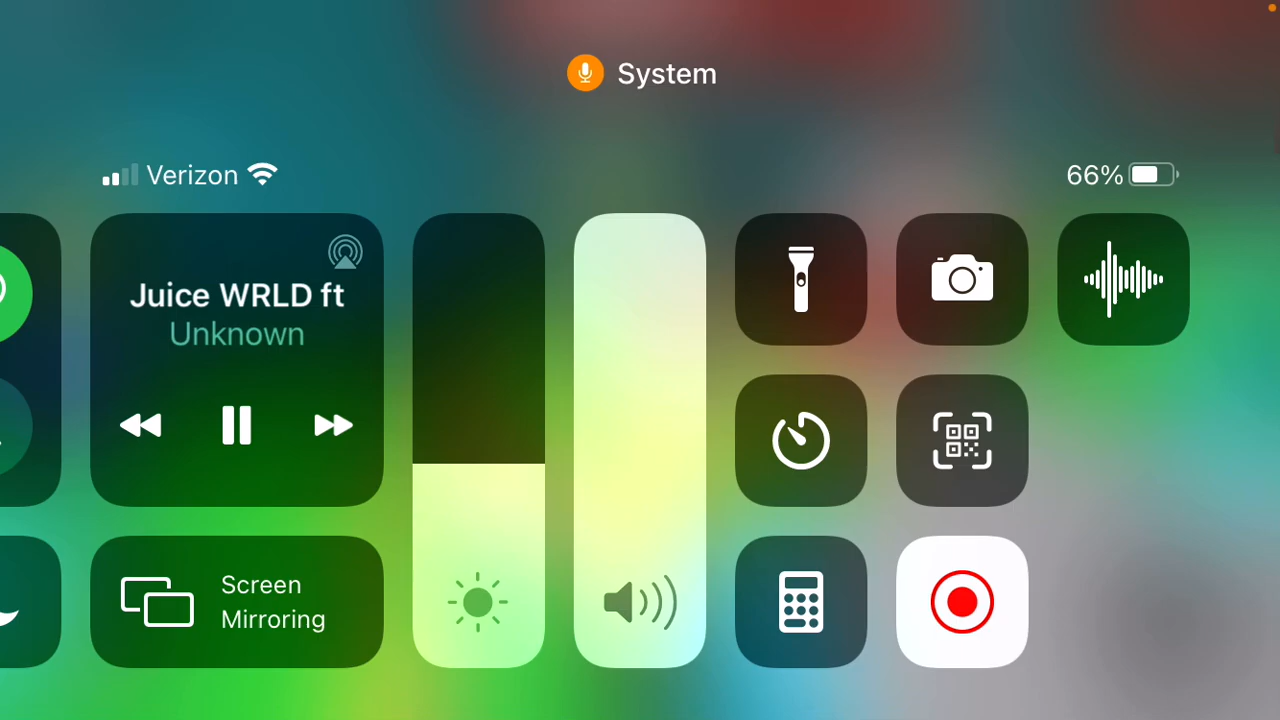 System
Verizon
66%
Juice WRLD ft
Unknown
Screen
Mirroring